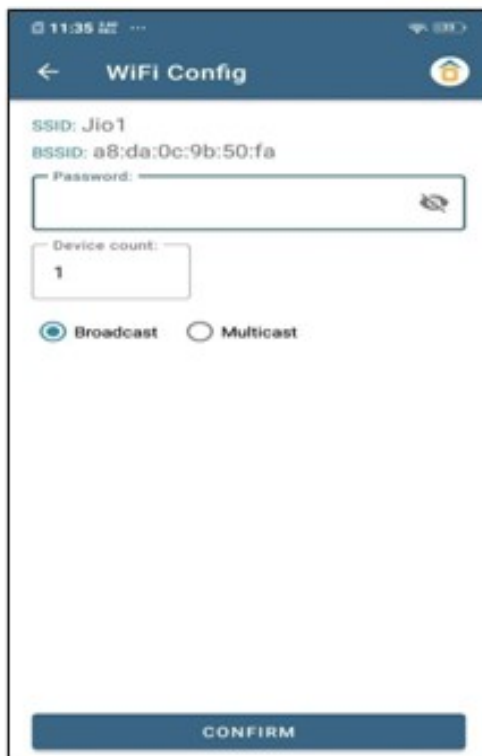 11:35
← WiFi Config
SSID: Jio1
BSSID: a8:da:0c:9b:50:fa
Password:
Device count:
1
Broadcast Multicast
CONFIRM